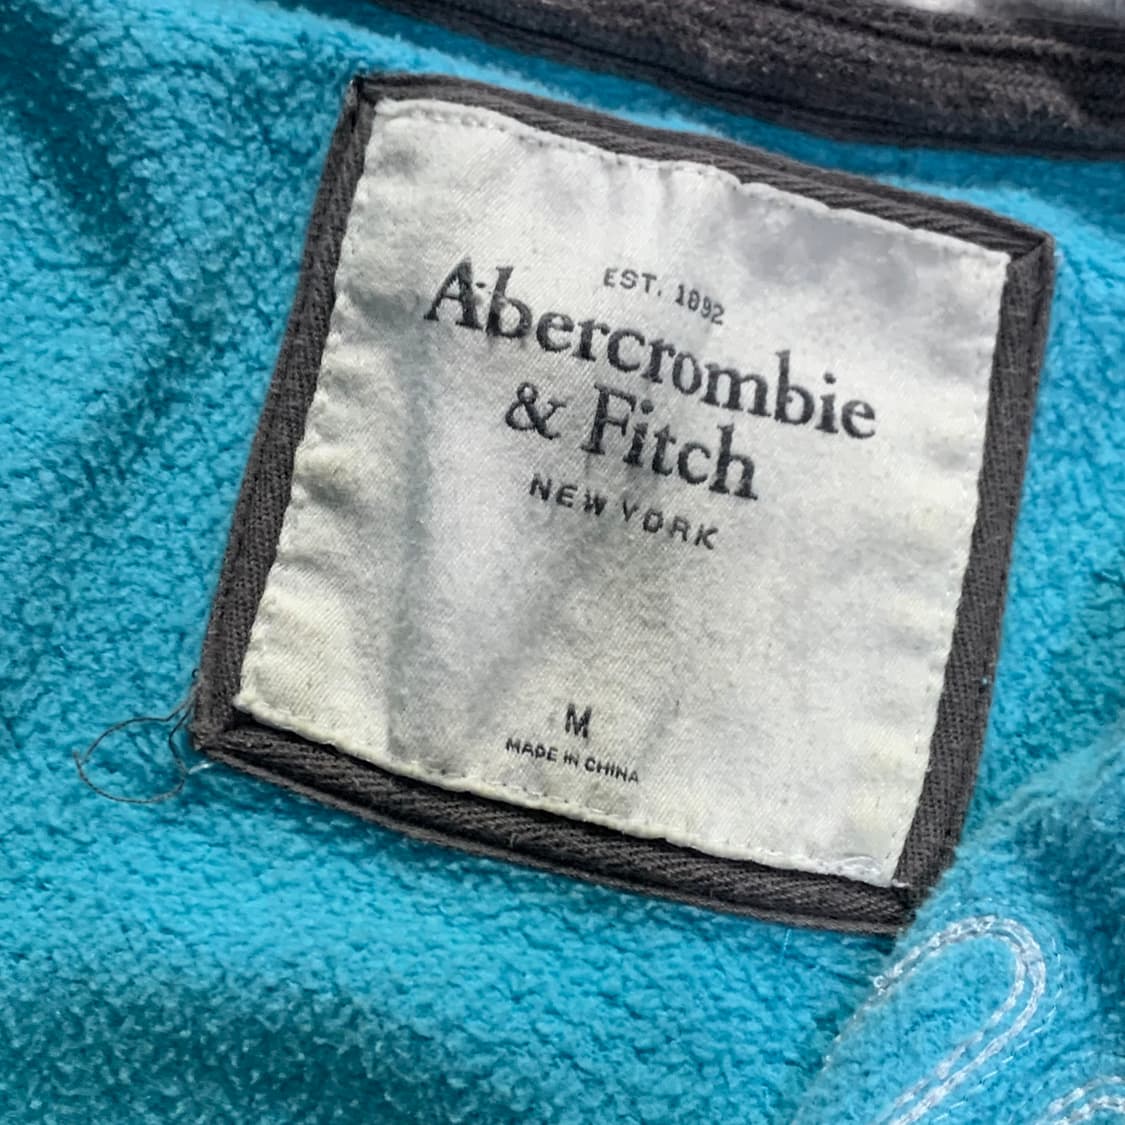 EST. 1892
Abercrombie
& Fitch
NEW YORK
M
MADE IN CHINA